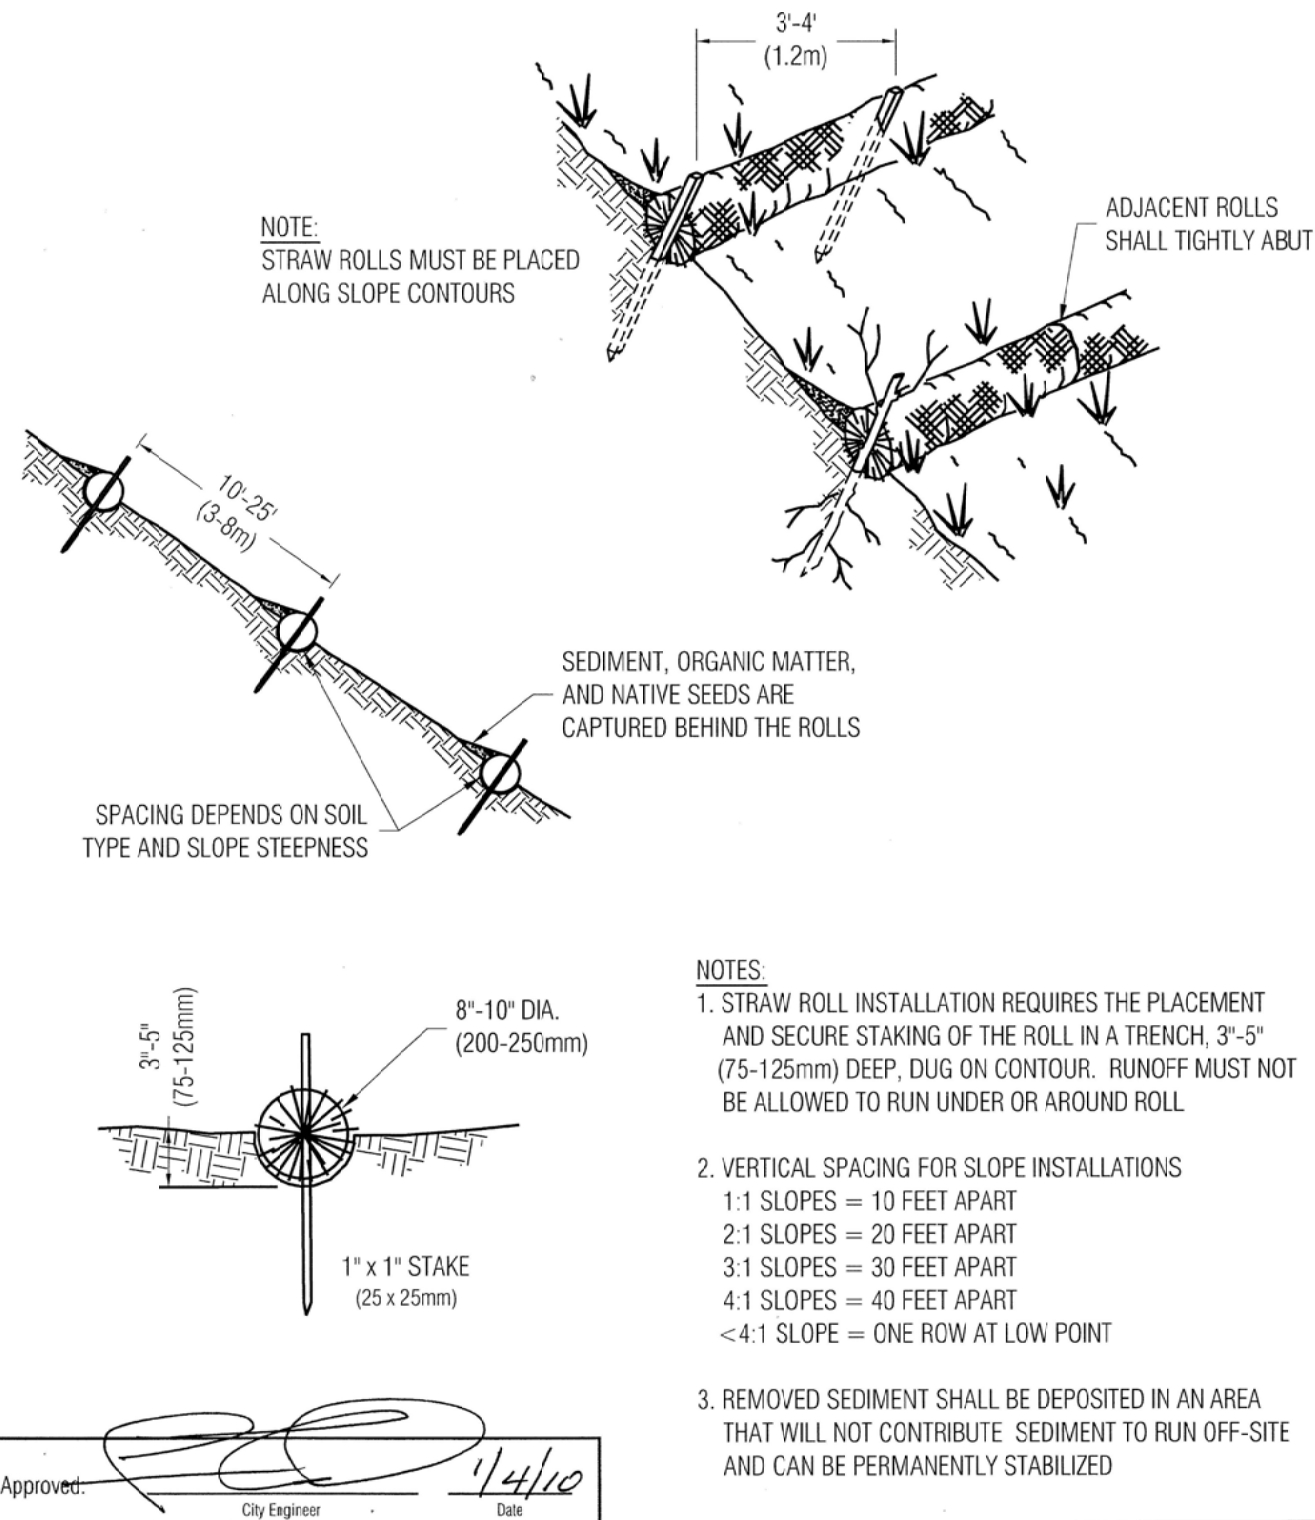 3'-4'
(1.2m)
NOTE:
STRAW ROLLS MUST BE PLACED
ALONG SLOPE CONTOURS
ADJACENT ROLLS
SHALL TIGHTLY ABUT
10'-25'
(3-8m)
SEDIMENT, ORGANIC MATTER,
AND NATIVE SEEDS ARE
CAPTURED BEHIND THE ROLLS
SPACING DEPENDS ON SOIL
TYPE AND SLOPE STEEPNESS
3"-5"
(75-125mm)
8"-10" DIA.
(200-250mm)
1" x 1" STAKE
(25 x 25mm)
NOTES:
1. STRAW ROLL INSTALLATION REQUIRES THE PLACEMENT
AND SECURE STAKING OF THE ROLL IN A TRENCH, 3"-5"
(75-125mm) DEEP, DUG ON CONTOUR. RUNOFF MUST NOT
BE ALLOWED TO RUN UNDER OR AROUND ROLL
2. VERTICAL SPACING FOR SLOPE INSTALLATIONS
1:1 SLOPES = 10 FEET APART
2:1 SLOPES = 20 FEET APART
3:1 SLOPES = 30 FEET APART
4:1 SLOPES = 40 FEET APART
<4:1 SLOPE = ONE ROW AT LOW POINT
3. REMOVED SEDIMENT SHALL BE DEPOSITED IN AN AREA
THAT WILL NOT CONTRIBUTE SEDIMENT TO RUN OFF-SITE
AND CAN BE PERMANENTLY STABILIZED
Approved:
1/4/10
City Engineer
Date